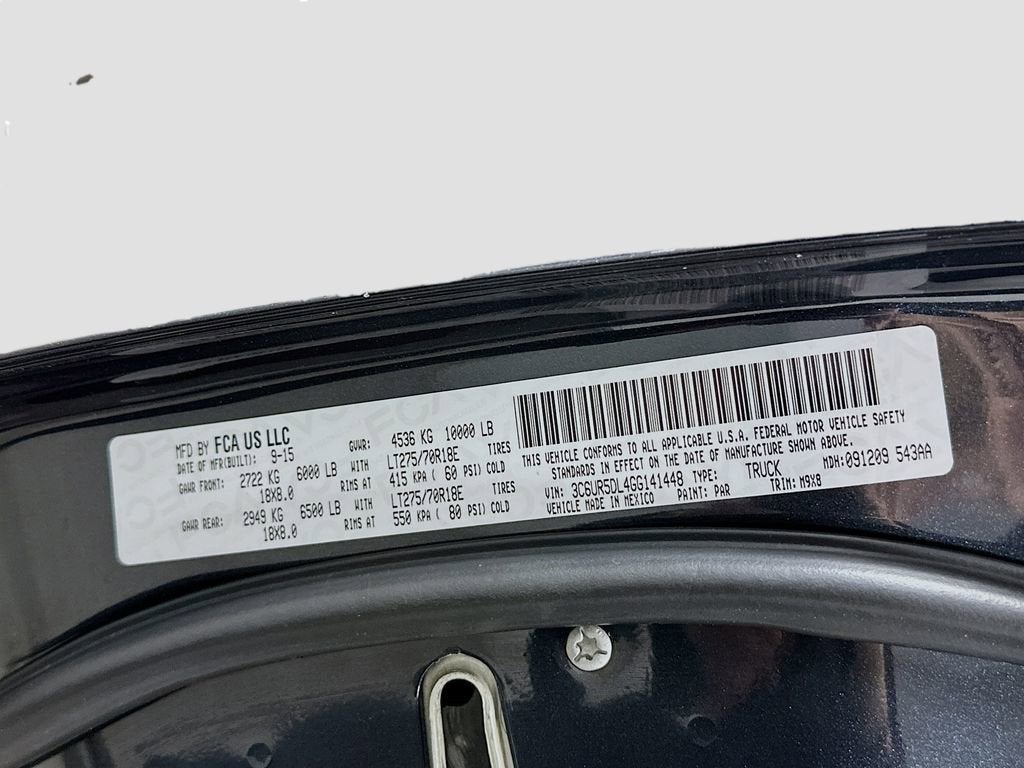 MFD BY FCA US LLC
DATE OF MFR(BUILT): 9-15 GVWR: 4536 KG 10000 LB
GAWR FRONT: 2722 KG 6000 LB WITH LT275/70R18E TIRES
18X8.0 RIMS AT 415 KPA ( 60 PSI) COLD
GAWR REAR: 2949 KG 6500 LB WITH LT275/70R18E TIRES
18X8.0 RIMS AT 550 KPA ( 80 PSI) COLD
THIS VEHICLE CONFORMS TO ALL APPLICABLE U.S.A. FEDERAL MOTOR VEHICLE SAFETY
STANDARDS IN EFFECT ON THE DATE OF MANUFACTURE SHOWN ABOVE.
VIN: 3C6UR5DL4GG141448 TYPE: TRUCK MDH:091209 543AA
VEHICLE MADE IN MEXICO PAINT: PAR TRIM: M9X8